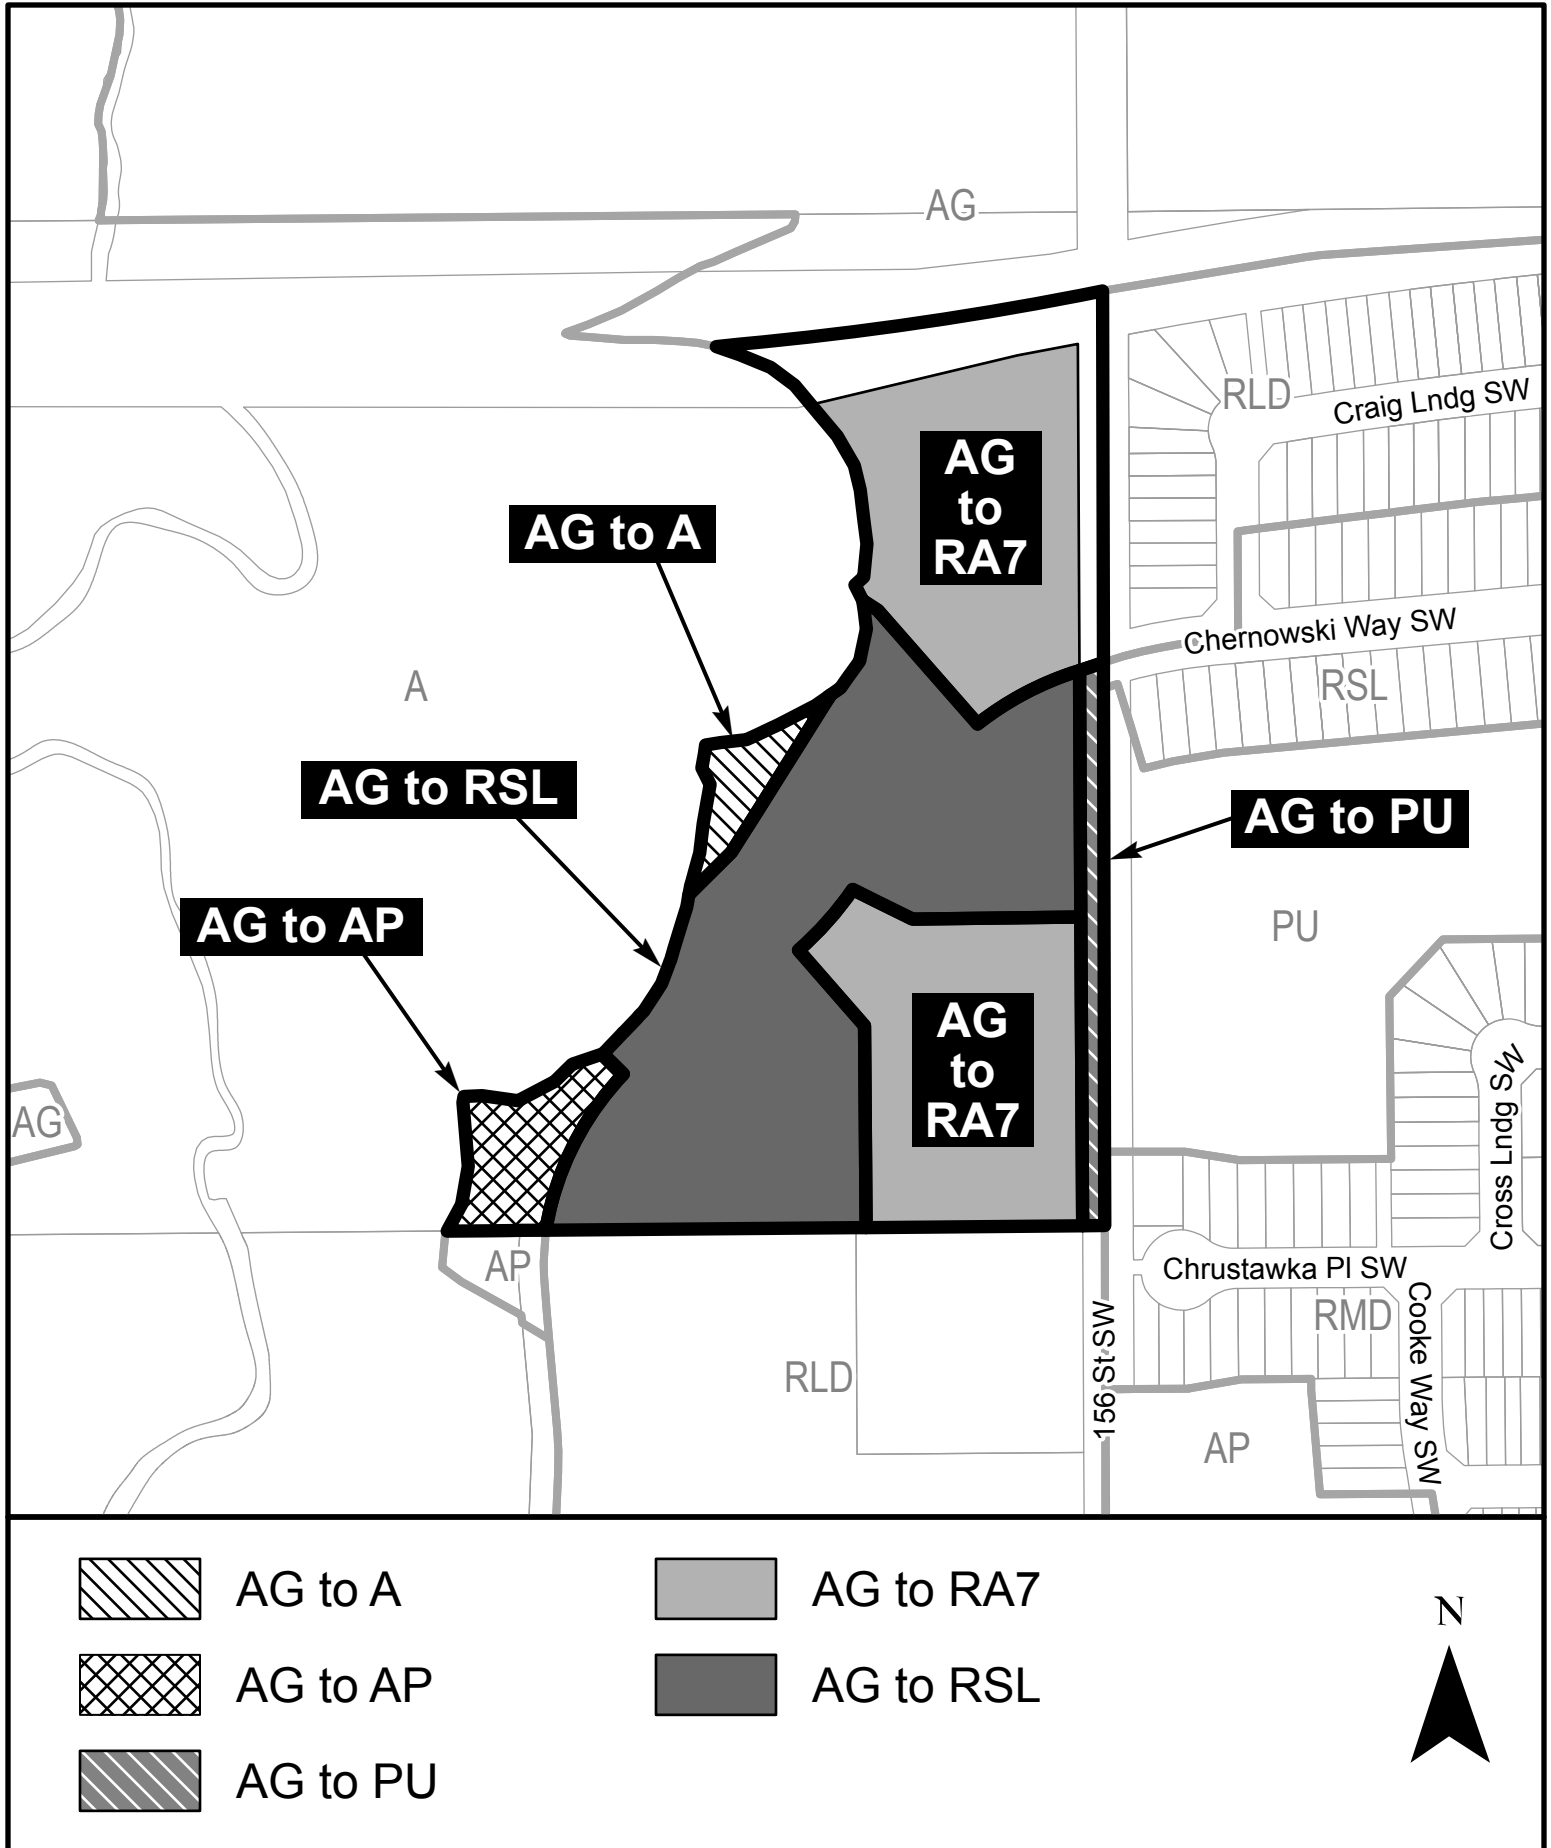 AG
RLD
Craig Lndg SW
AG
to
RA7
AG to A
Chernowski Way SW
A
RSL
AG to RSL
AG to PU
AG to AP
PU
AG
to
RA7
AG
Cross Lndg SW
AP
Chrustawka Pl SW
RMD
Cooke Way SW
RLD
156 St SW
AP
AG to A
AG to RA7
AG to AP
AG to RSL
AG to PU
N